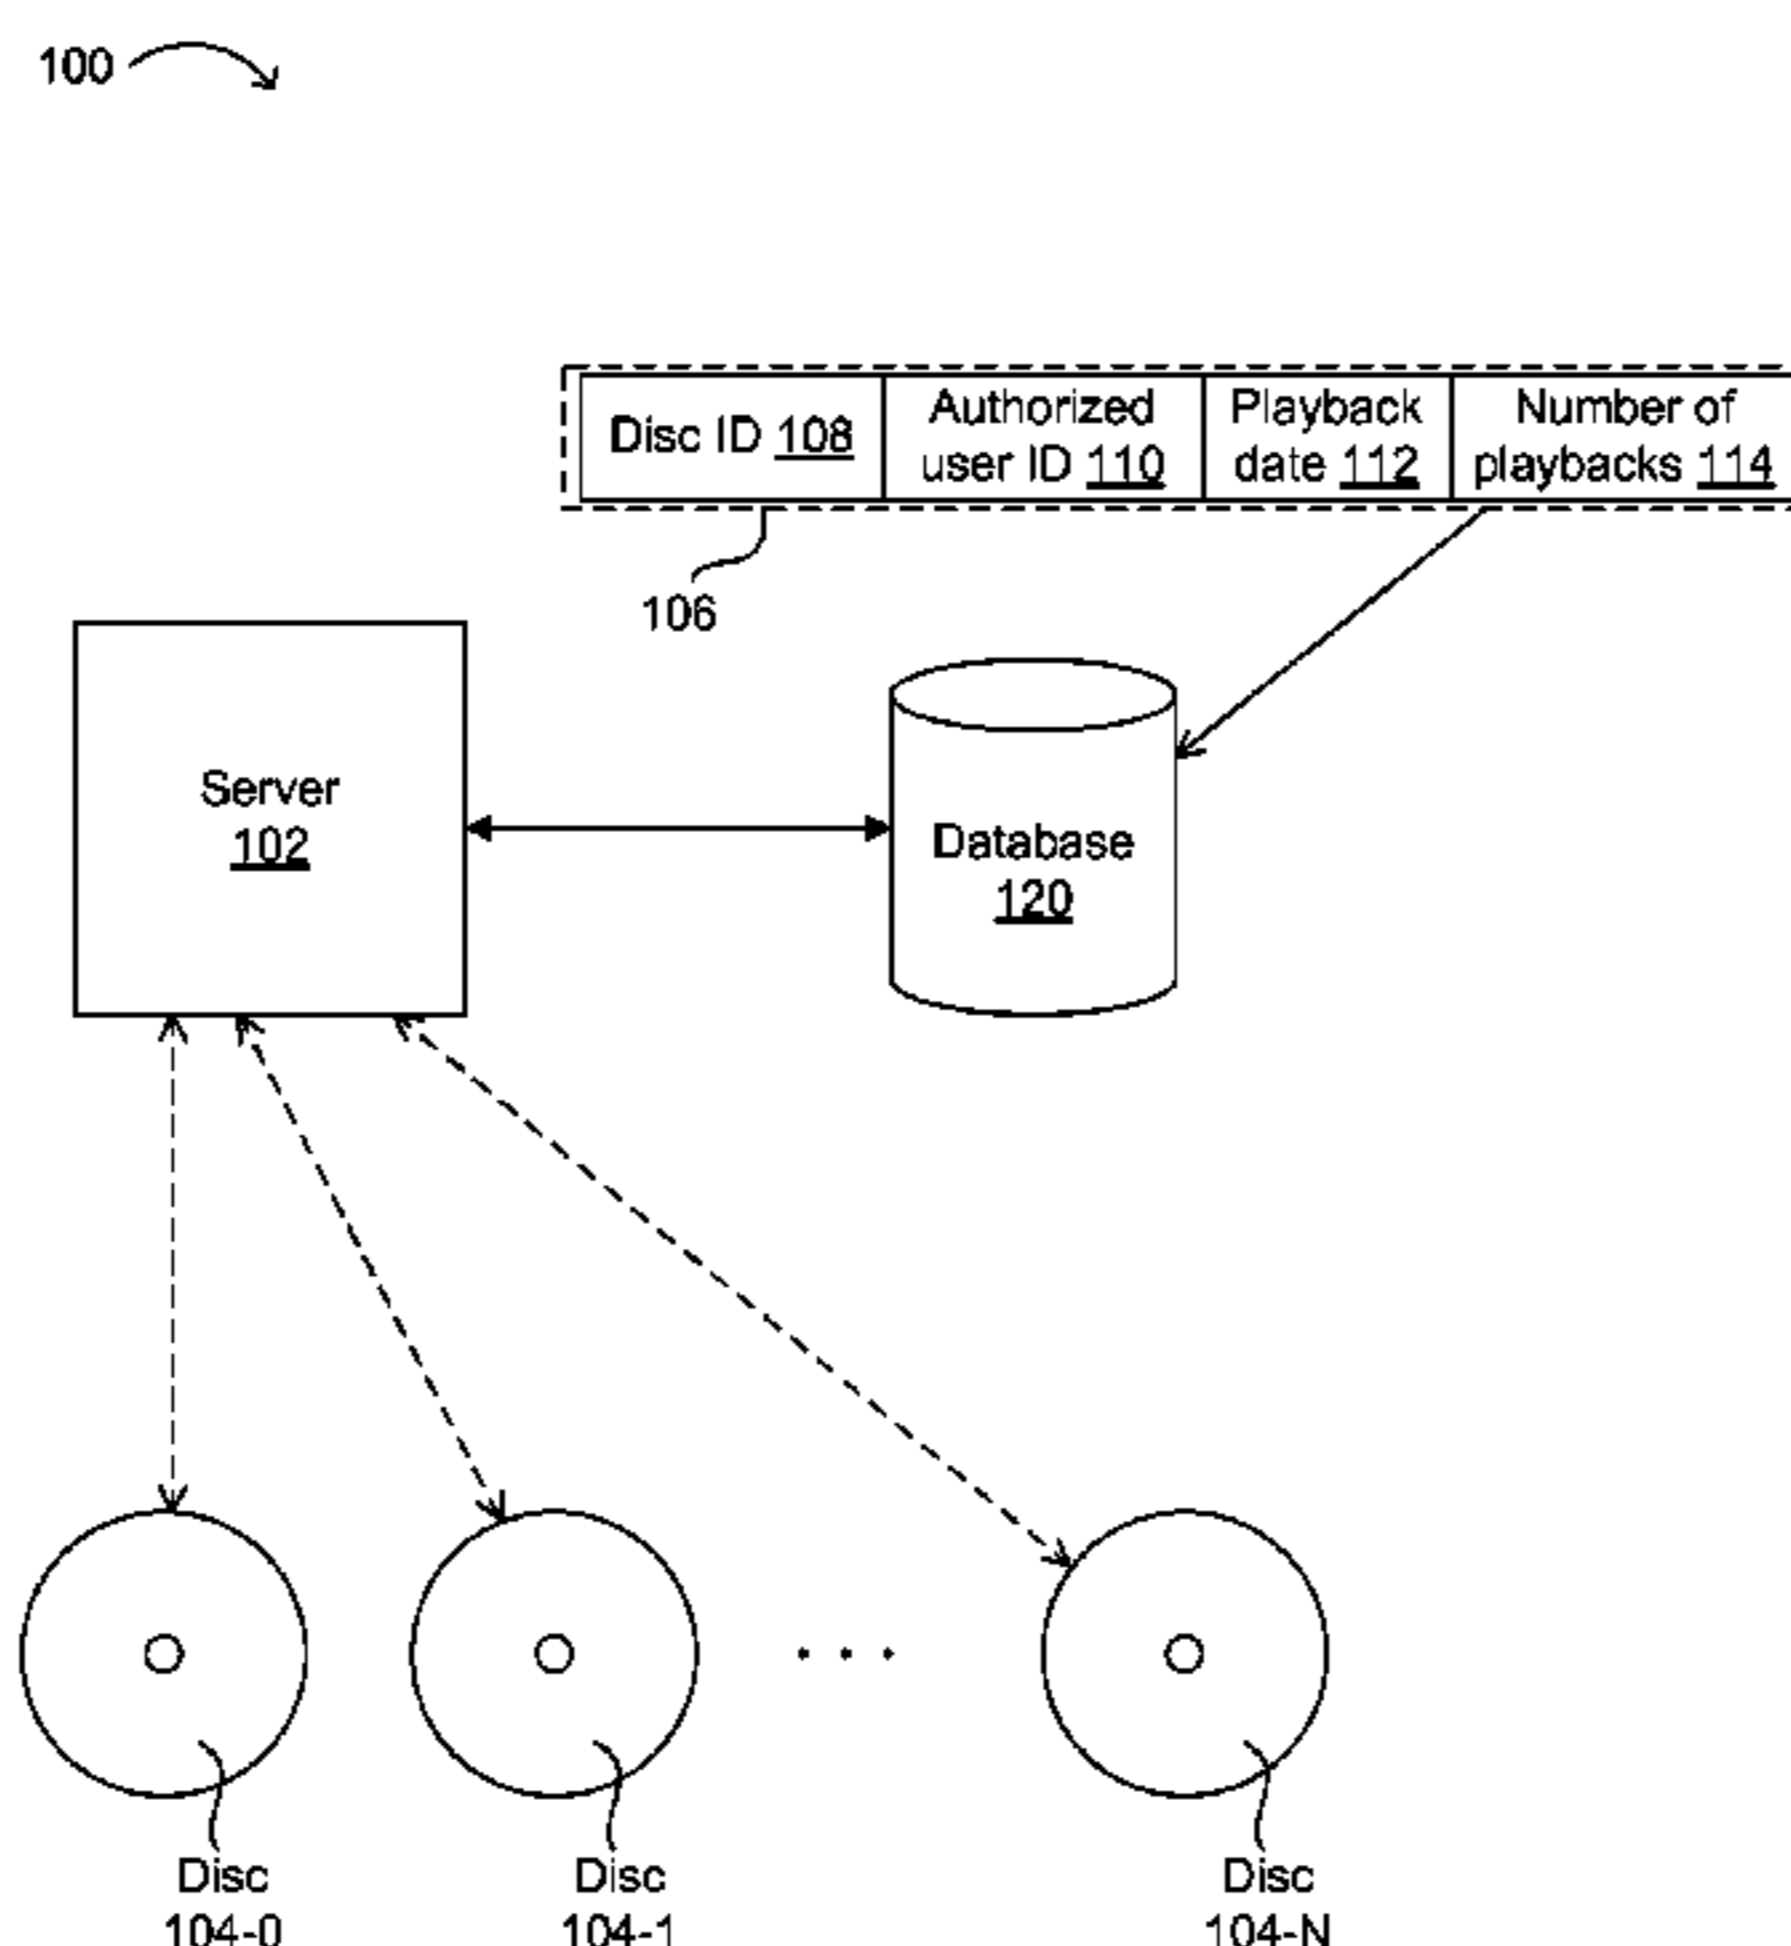 100
Disc ID 108
Authorized
user ID 110
Playback
date 112
Number of
playbacks 114
106
Server
102
Database
120
. . .
Disc
104-0
Disc
104-1
Disc
104-N